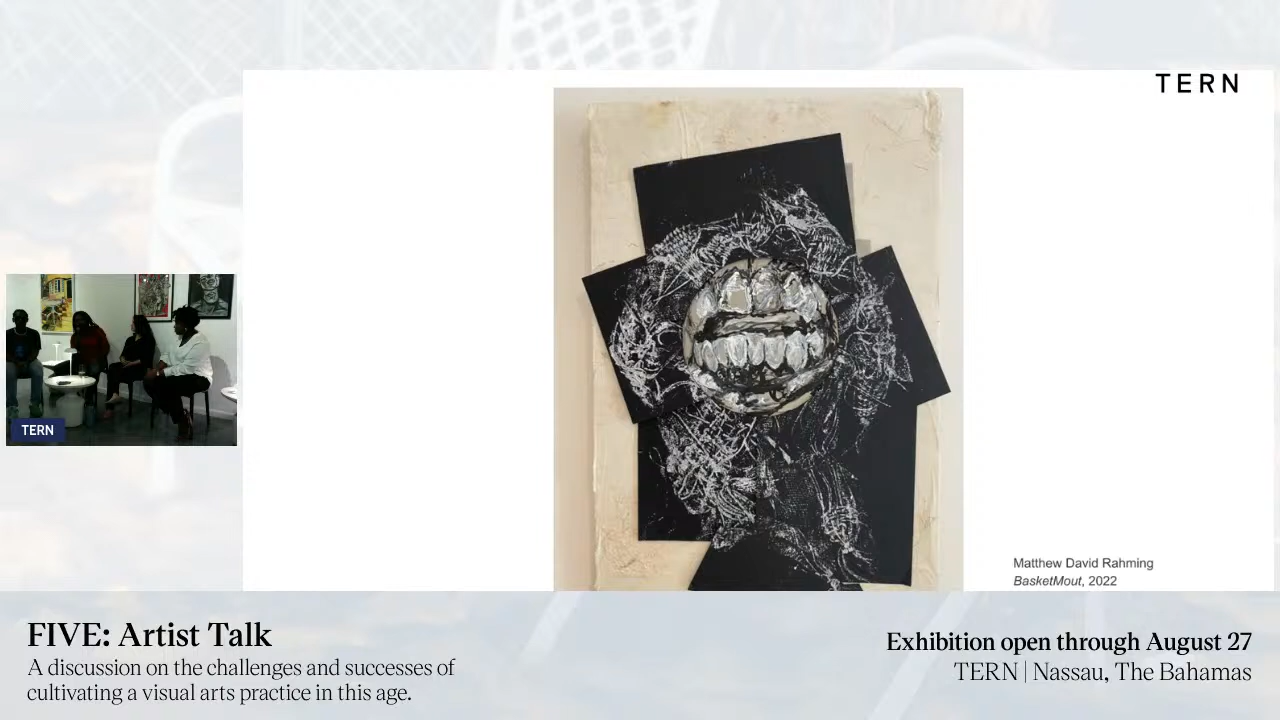 TERN
TERN
Matthew David Rahming
BasketMout, 2022
FIVE: Artist Talk
A discussion on the challenges and successes of
cultivating a visual arts practice in this age.
Exhibition open through August 27
TERN | Nassau, The Bahamas